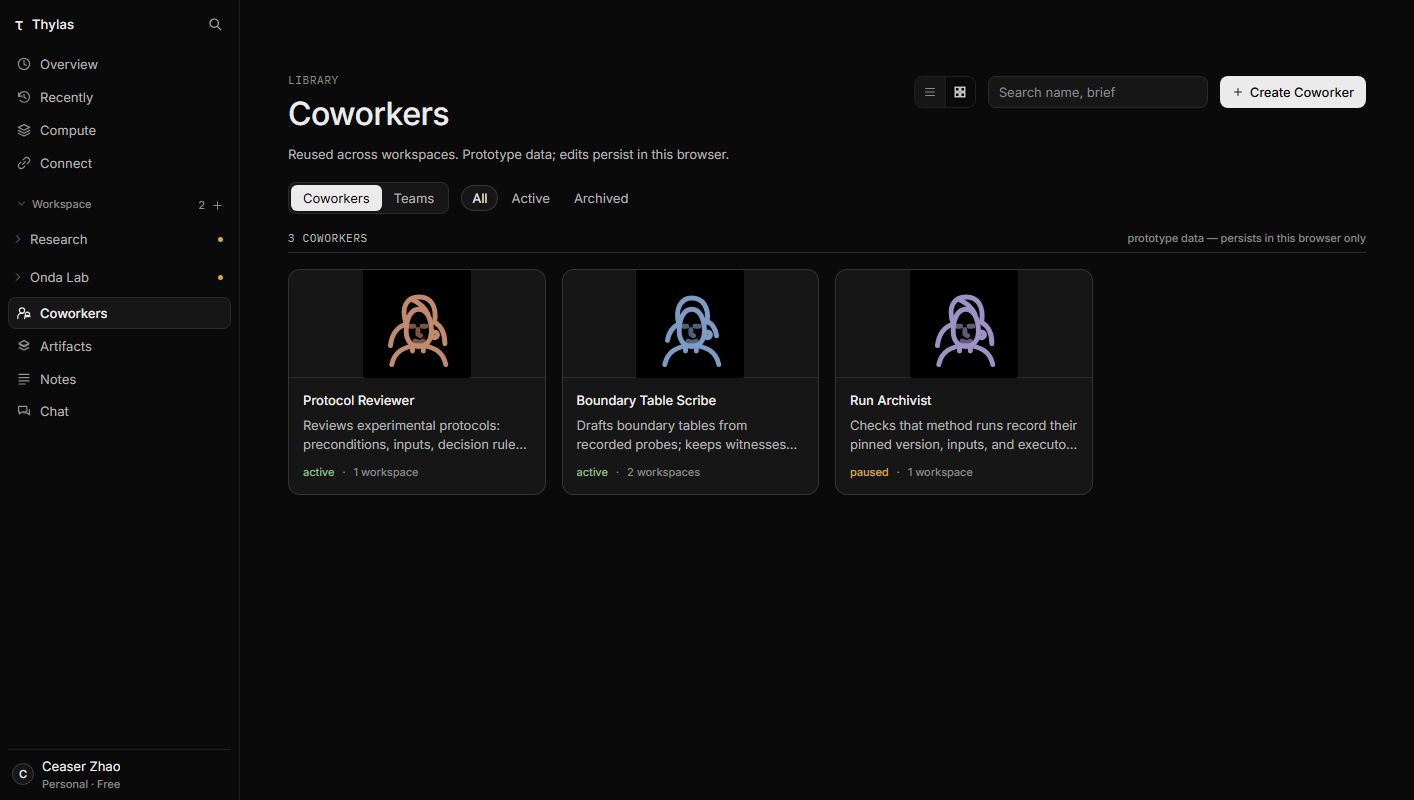 τ Thylas
Overview
Recently
Compute
Connect
Workspace 2 +
Research
Onda Lab
Coworkers
Artifacts
Notes
Chat
C
Ceaser Zhao
Personal · Free
LIBRARY
Coworkers
Reused across workspaces. Prototype data; edits persist in this browser.
Search name, brief
+ Create Coworker
Coworkers Teams All Active Archived
3 COWORKERS
prototype data — persists in this browser only
Protocol Reviewer
Reviews experimental protocols:
preconditions, inputs, decision rule...
active · 1 workspace
Boundary Table Scribe
Drafts boundary tables from
recorded probes; keeps witnesses...
active · 2 workspaces
Run Archivist
Checks that method runs record their
pinned version, inputs, and executo...
paused · 1 workspace